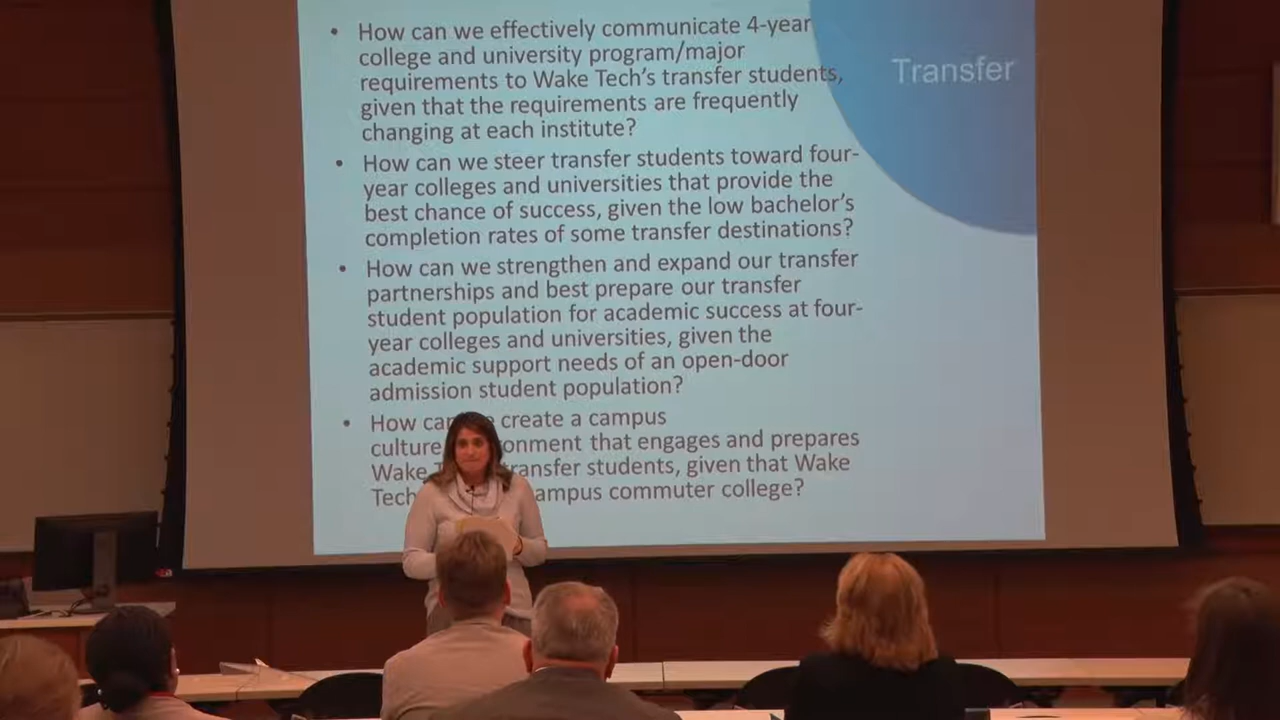 Transfer
• How can we effectively communicate 4-year
college and university program/major
requirements to Wake Tech's transfer students,
given that the requirements are frequently
changing at each institute?
• How can we steer transfer students toward four-
year colleges and universities that provide the
best chance of success, given the low bachelor's
completion rates of some transfer destinations?
• How can we strengthen and expand our transfer
partnerships and best prepare our transfer
student population for academic success at four-
year colleges and universities, given the
academic support needs of an open-door
admission student population?
• How can create a campus
culture that engages and prepares
Wake transfer students, given that Wake
Tech campus commuter college?